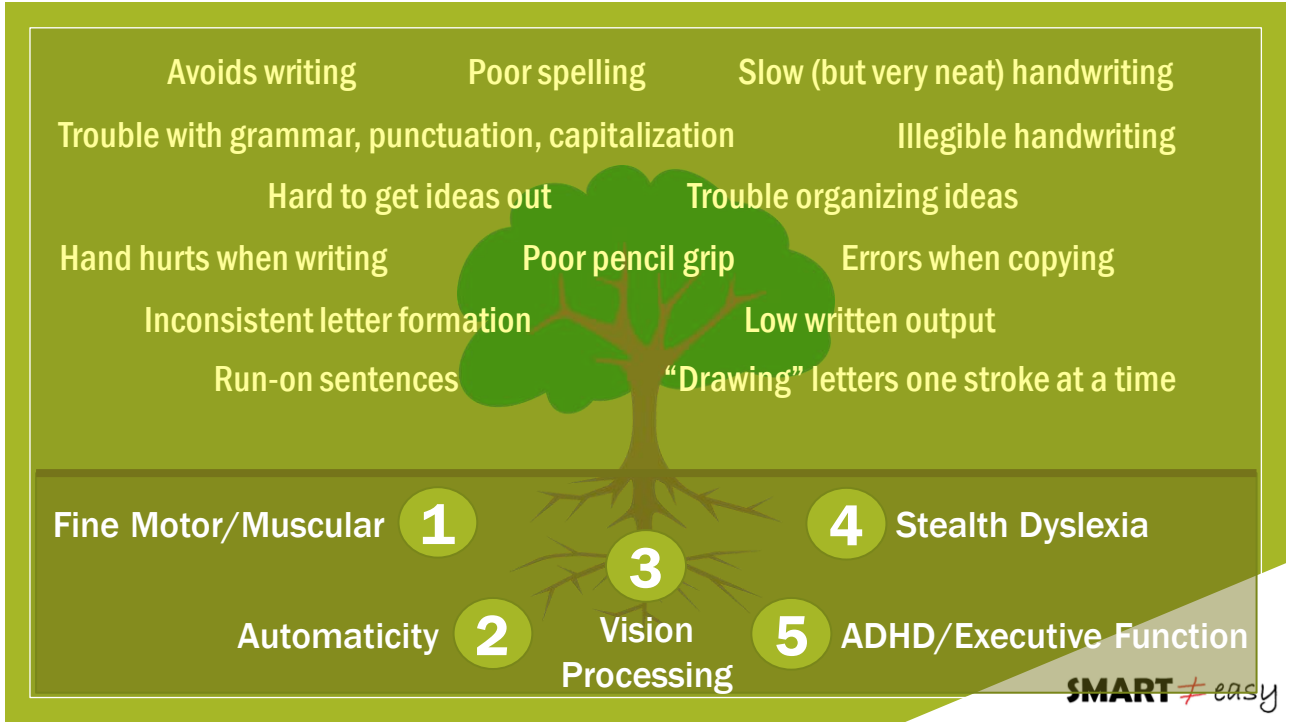 Avoids writing Poor spelling Slow (but very neat) handwriting
Trouble with grammar, punctuation, capitalization Illegible handwriting
Hard to get ideas out Trouble organizing ideas
Hand hurts when writing Poor pencil grip Errors when copying
Inconsistent letter formation Low written output
Run-on sentences “Drawing” letters one stroke at a time
Fine Motor/Muscular 1
4 Stealth Dyslexia
3
Vision
Processing
Automaticity 2
5 ADHD/Executive Function
SMART ≠ easy